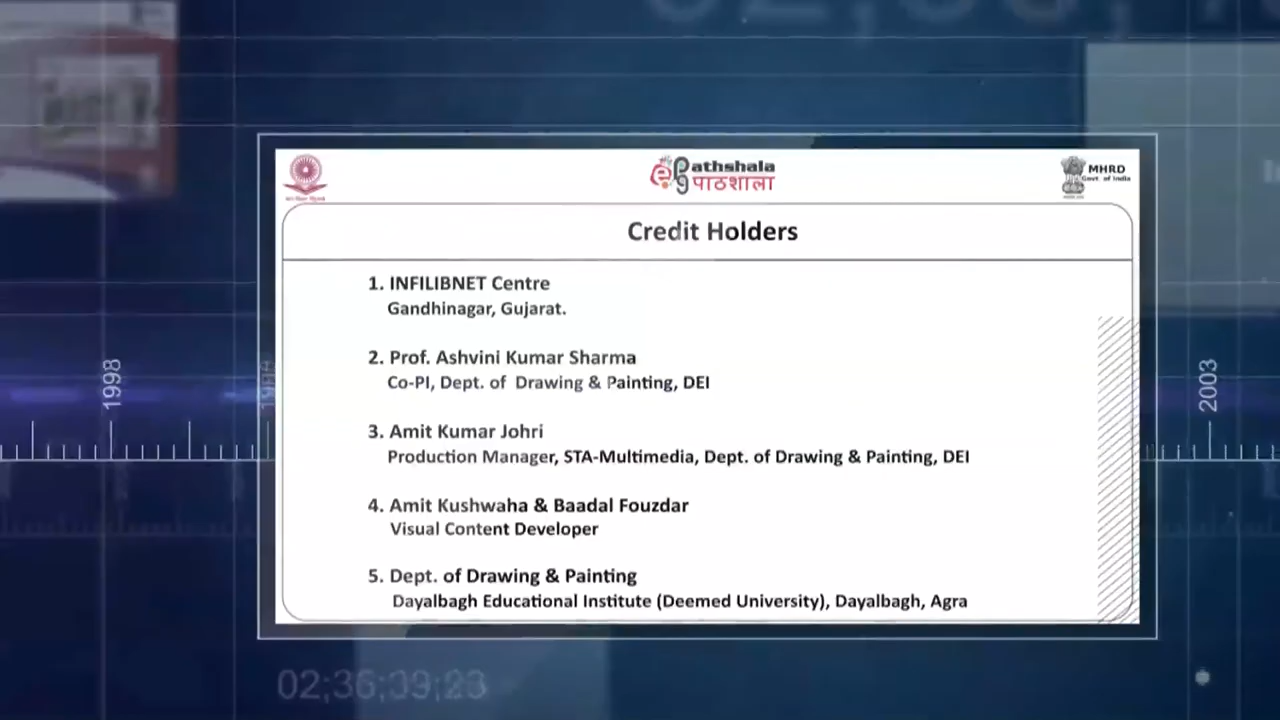 Pathshala
पाठशाला
MHRD
Govt. of India
Credit Holders
1. INFILIBNET Centre
Gandhinagar, Gujarat.
2. Prof. Ashvini Kumar Sharma
Co-PI, Dept. of Drawing & Painting, DEI
3. Amit Kumar Johri
Production Manager, STA-Multimedia, Dept. of Drawing & Painting, DEI
4. Amit Kushwaha & Baadal Fouzdar
Visual Content Developer
5. Dept. of Drawing & Painting
Dayalbagh Educational Institute (Deemed University), Dayalbagh, Agra
1998
2003
02;36;39;23